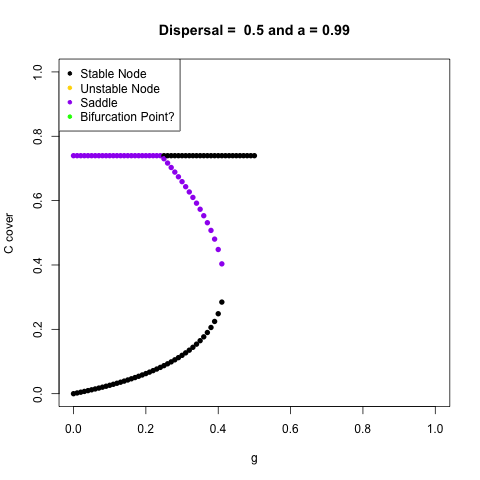 Dispersal =  0.5 and a = 0.99
Stable Node
Unstable Node
Saddle
Bifurcation Point?
C cover
1.0
0.8
0.6
0.4
0.2
0.0
0.0 0.2 0.4 0.6 0.8 1.0
g